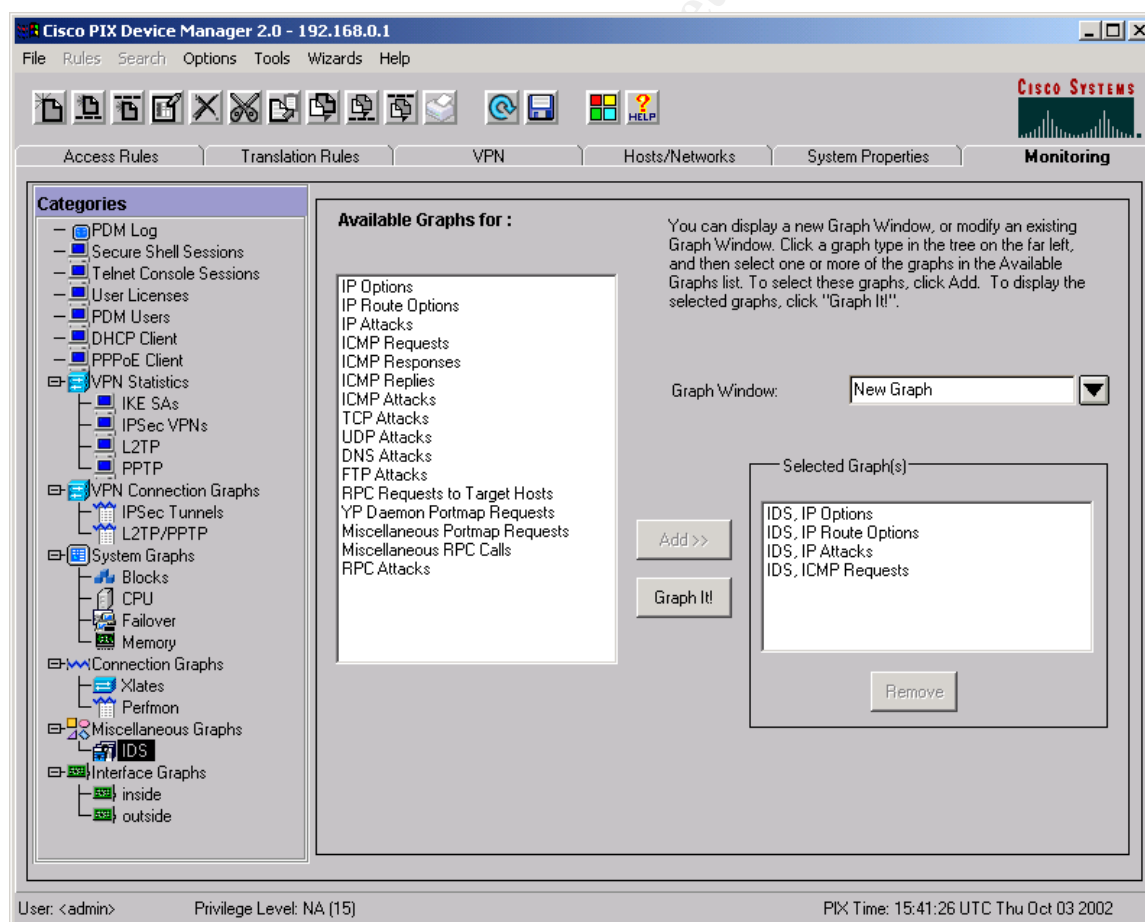 Cisco PIX Device Manager 2.0 - 192.168.0.1
File Rules Search Options Tools Wizards Help
HELP
CISCO SYSTEMS
Access Rules Translation Rules VPN Hosts/Networks System Properties Monitoring
Categories
PDM Log
Secure Shell Sessions
Telnet Console Sessions
User Licenses
PDM Users
DHCP Client
PPPoE Client
VPN Statistics
IKE SAs
IPSec VPNs
L2TP
PPTP
VPN Connection Graphs
IPSec Tunnels
L2TP/PPTP
System Graphs
Blocks
CPU
Failover
Memory
Connection Graphs
Xlates
Perfmon
Miscellaneous Graphs
IDS
Interface Graphs
inside
outside
Available Graphs for :
IP Options
IP Route Options
IP Attacks
ICMP Requests
ICMP Responses
ICMP Replies
ICMP Attacks
TCP Attacks
UDP Attacks
DNS Attacks
FTP Attacks
RPC Requests to Target Hosts
YP Daemon Portmap Requests
Miscellaneous Portmap Requests
Miscellaneous RPC Calls
RPC Attacks
You can display a new Graph Window, or modify an existing
Graph Window. Click a graph type in the tree on the far left,
and then select one or more of the graphs in the Available
Graphs list. To select these graphs, click Add. To display the
selected graphs, click "Graph It!".
Graph Window: New Graph
Add >>
Graph It!
Selected Graph(s)
IDS, IP Options
IDS, IP Route Options
IDS, IP Attacks
IDS, ICMP Requests
Remove
User: <admin> Privilege Level: NA (15) PIX Time: 15:41:26 UTC Thu Oct 03 2002